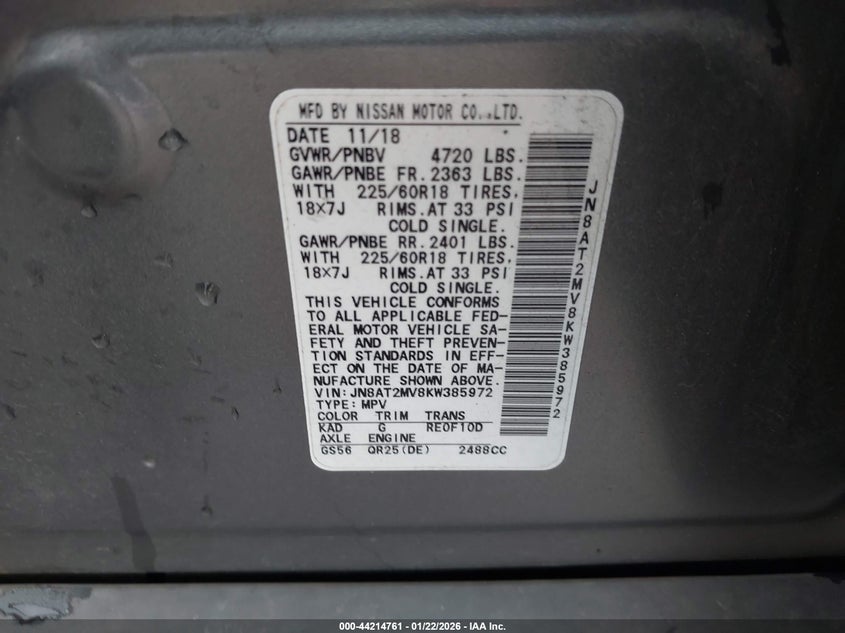 MFD BY NISSAN MOTOR CO.,LTD.
DATE 11/18
GVWR/PNBV 4720 LBS.
GAWR/PNBE FR. 2363 LBS.
WITH 225/60R18 TIRES,
18X7J RIMS.AT 33 PSI
COLD SINGLE.
GAWR/PNBE RR. 2401 LBS.
WITH 225/60R18 TIRES,
18X7J RIMS.AT 33 PSI
COLD SINGLE.
THIS VEHICLE CONFORMS
TO ALL APPLICABLE FED-
ERAL MOTOR VEHICLE SA-
FETY AND THEFT PREVEN-
TION STANDARDS IN EFF-
ECT ON THE DATE OF MA-
NUFACTURE SHOWN ABOVE.
VIN:JN8AT2MV8KW385972
TYPE:MPV
COLOR TRIM TRANS
KAD G RE0F10D
AXLE ENGINE
GS56 QR25(DE) 2488CC
JN8AT2MV8KW385972
000-44214761 - 01/22/2026 - IAA Inc.